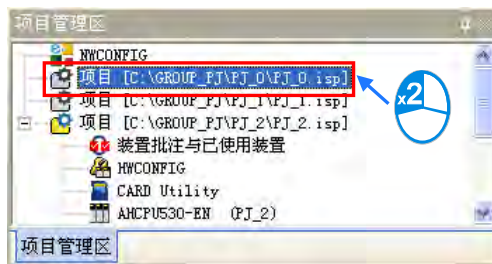 项目管理区
NWCONFIG
项目 [C:\GROUP_PJ\PJ_0\PJ_0.isp]
项目 [C:\GROUP_PJ\PJ_1\PJ_1.isp]
项目 [C:\GROUP_PJ\PJ_2\PJ_2.isp]
装置批注与已使用装置
HWCONFIG
CARD Utility
AHCPU530-EN (PJ_2)
项目管理区
x2